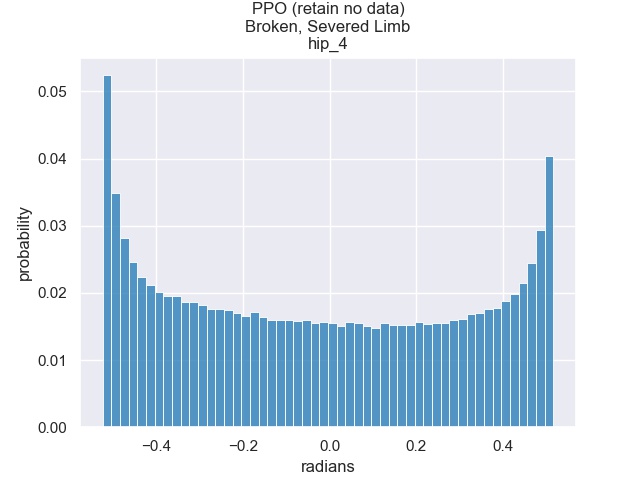 PPO (retain no data)
Broken, Severed Limb
hip_4
0.05
0.04
0.03
0.02
0.01
0.00
probability
−0.4
−0.2
0.0
0.2
0.4
radians